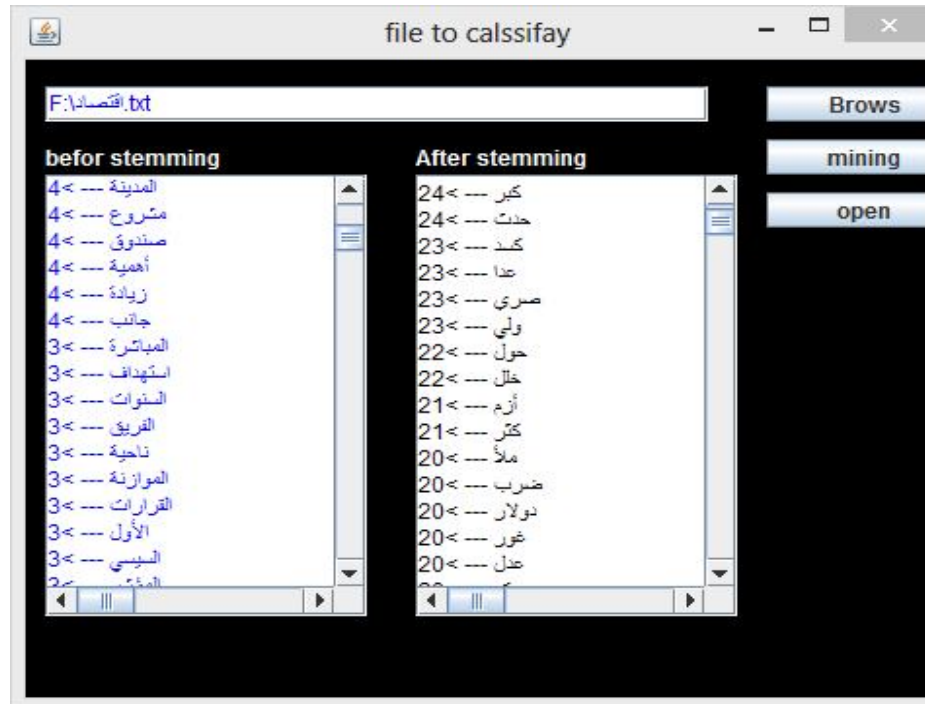 file to calssifay
F:\اقتصاد.txt
Brows
befor stemming
After stemming
mining
open
المدينة --- >4
مشروع --- >4
صندوق --- >4
أهمية --- >4
زيادة --- >4
جانب --- >4
المباشرة --- >3
استهداف --- >3
السنوات --- >3
الفريق --- >3
ناحية --- >3
الموازنة --- >3
القرارات --- >3
الأول --- >3
السيسي --- >3
كبر --- >24
حدث --- >24
كسد --- >23
عدا --- >23
صري --- >23
ولي --- >23
حول --- >22
خلل --- >22
أزم --- >21
كثر --- >21
ملأ --- >20
ضرب --- >20
دولار --- >20
غور --- >20
عدل --- >20